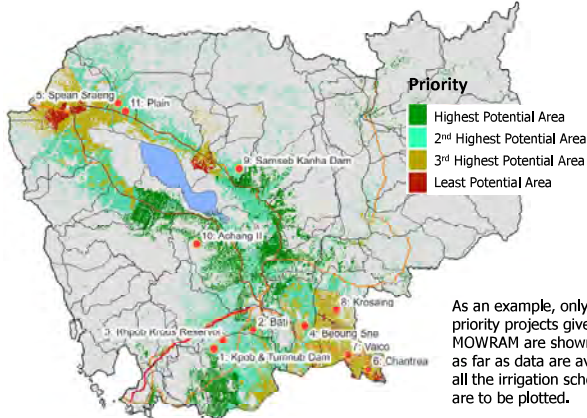 5: Spean Sraeng
11: Plain
Priority
Highest Potential Area
2nd Highest Potential Area
3rd Highest Potential Area
Least Potential Area
9: Samseb Kanha Dam
10: Achang II
8: Krosaing
2: Bati
4: Beoung Sne
7: Vaico
1: Kpob & Tumnub Dam
6: Chantrea
As an example, only
priority projects give
MOWRAM are shown
as far as data are av
all the irrigation sche
are to be plotted.